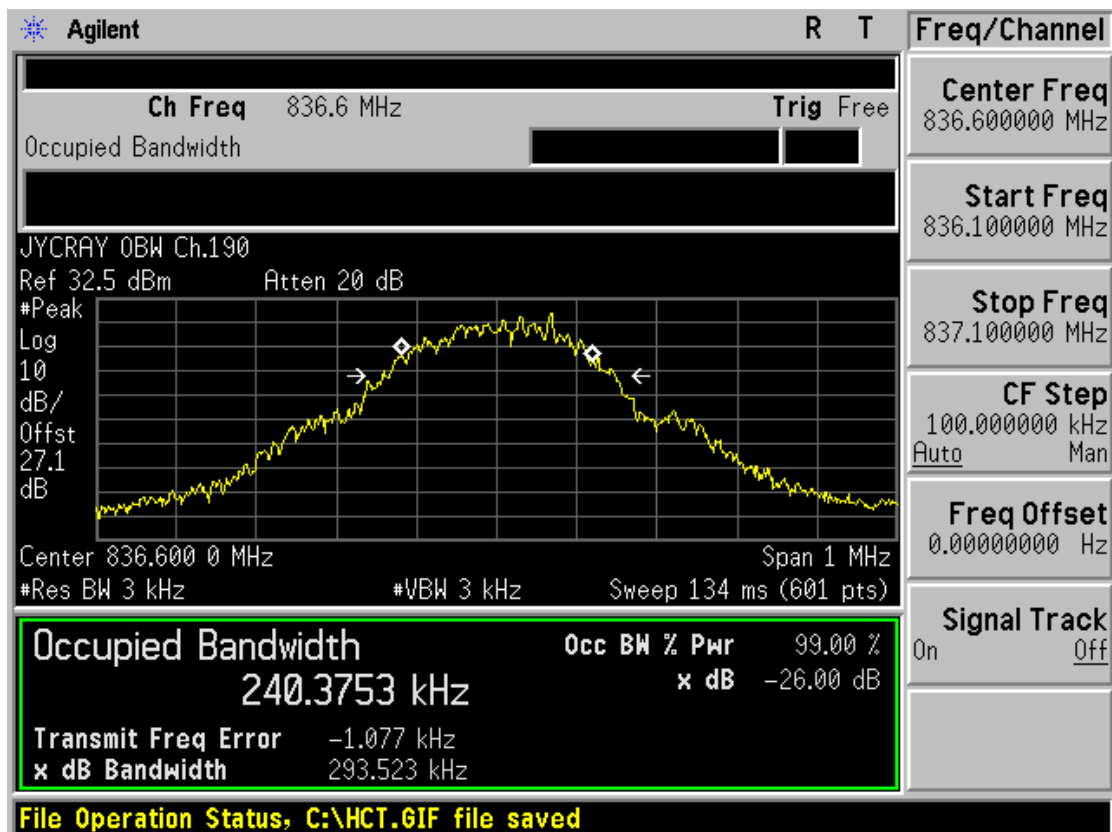 Agilent R T
Ch Freq 836.6 MHz Trig Free
Occupied Bandwidth
JYCRAY OBW Ch.190
Ref 32.5 dBm Atten 20 dB
#Peak
Log
10
dB/
Offst
27.1
dB
Center 836.600 0 MHz Span 1 MHz
#Res BW 3 kHz #VBW 3 kHz Sweep 134 ms (601 pts)
Occupied Bandwidth Occ BW % Pwr 99.00 %
240.3753 kHz x dB -26.00 dB
Transmit Freq Error -1.077 kHz
x dB Bandwidth 293.523 kHz
File Operation Status, C:\HCT.GIF file saved
Freq/Channel
Center Freq
836.600000 MHz
Start Freq
836.100000 MHz
Stop Freq
837.100000 MHz
CF Step
100.000000 kHz
Auto Man
Freq Offset
0.00000000 Hz
Signal Track
On Off